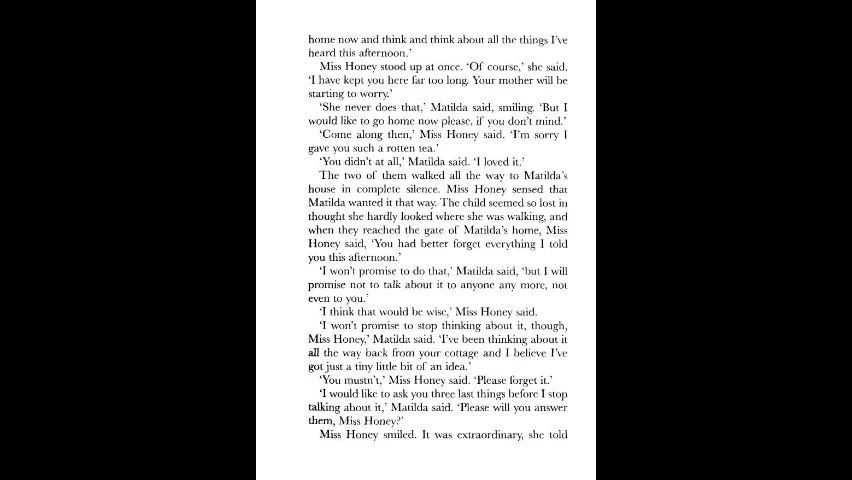 home now and think and think about all the things I've
heard this afternoon.'
Miss Honey stood up at once. 'Of course,' she said.
'I have kept you here far too long. Your mother will be
starting to worry.'
'She never does that,' Matilda said, smiling. 'But I
would like to go home now please, if you don't mind.'
'Come along then,' Miss Honey said. 'I'm sorry I
gave you such a rotten tea.'
'You didn't at all,' Matilda said. 'I loved it.'
The two of them walked all the way to Matilda's
house in complete silence. Miss Honey sensed that
Matilda wanted it that way. The child seemed so lost in
thought she hardly looked where she was walking, and
when they reached the gate of Matilda's home, Miss
Honey said, 'You had better forget everything I told
you this afternoon.'
'I won't promise to do that,' Matilda said, 'but I will
promise not to talk about it to anyone any more, not
even to you.'
'I think that would be wise,' Miss Honey said.
'I won't promise to stop thinking about it, though,
Miss Honey,' Matilda said. 'I've been thinking about it
all the way back from your cottage and I believe I've
got just a tiny little bit of an idea.'
'You mustn't,' Miss Honey said. 'Please forget it.'
'I would like to ask you three last things before I stop
talking about it,' Matilda said. 'Please will you answer
them, Miss Honey?'
Miss Honey smiled. It was extraordinary, she told